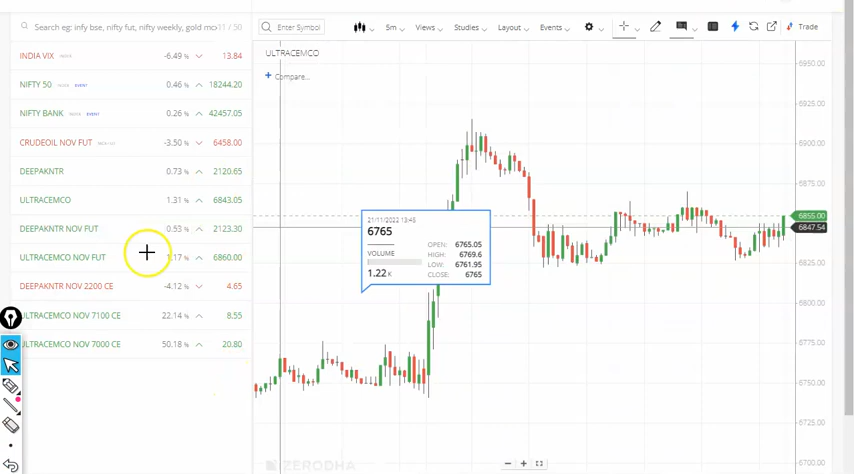 Search eg: infy bse, nifty fut, nifty weekly, gold mc 11 / 50
INDIA VIX INDICES -6.49 % 13.84
NIFTY 50 INDICES EVENT 0.46 % 18244.20
NIFTY BANK INDICES EVENT 0.26 % 42457.05
CRUDEOIL NOV FUT -3.50 % 6458.00
DEEPAKNTR 0.73 % 2120.65
ULTRACEMCO 1.31 % 6843.05
DEEPAKNTR NOV FUT 0.53 % 2123.30
ULTRACEMCO NOV FUT 1.17 % 6860.00
DEEPAKNTR NOV 2200 CE -4.12 % 4.65
ULTRACEMCO NOV 7100 CE 22.14 % 8.55
ULTRACEMCO NOV 7000 CE 50.18 % 20.80
Enter Symbol 5m Views Studies Layout Events Trade
ULTRACEMCO
+ Compare...
6950.00
6925.00
6900.00
6875.00
6855.00
6847.54
6825.00
6800.00
6775.00
6750.00
6725.00
6700.00
21/11/2022 13:45
6765
VOLUME
1.22 K
OPEN: 6765.05
HIGH: 6769.6
LOW: 6761.95
CLOSE: 6765
ZERODHA